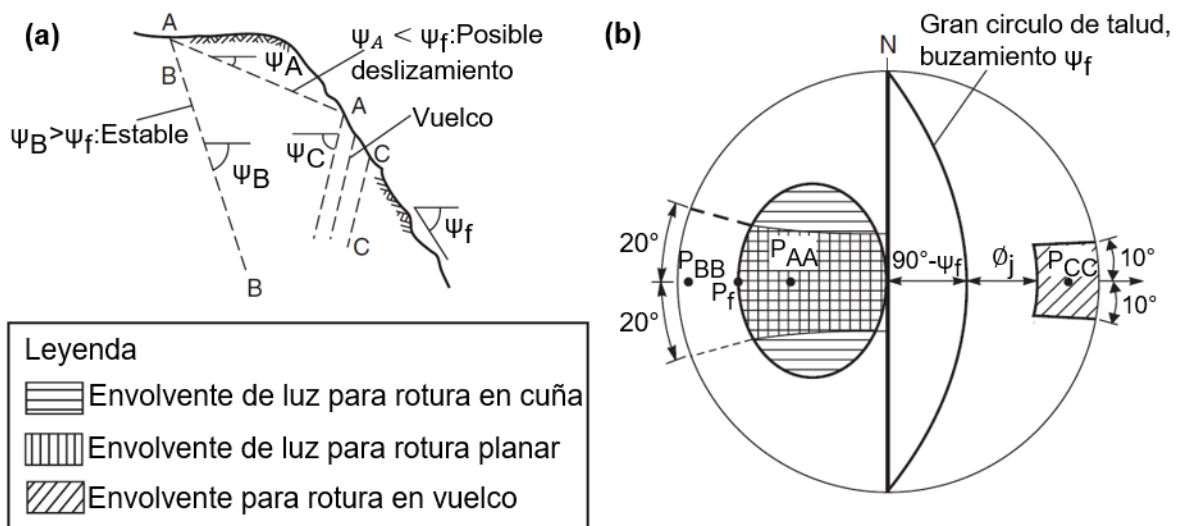 (a)
A
B
ψA
ψA < ψf:Posible
deslizamiento
A
Vuelco
ψB>ψf:Estable
ψC
C
ψB
ψf
C
B
Leyenda
Envolvente de luz para rotura en cuña
Envolvente de luz para rotura planar
Envolvente para rotura en vuelco
(b)
Gran circulo de talud,
buzamiento ψf
N
20°
20°
PBB
Pf
PAA
90°-ψf
Øj
PCC
10°
10°